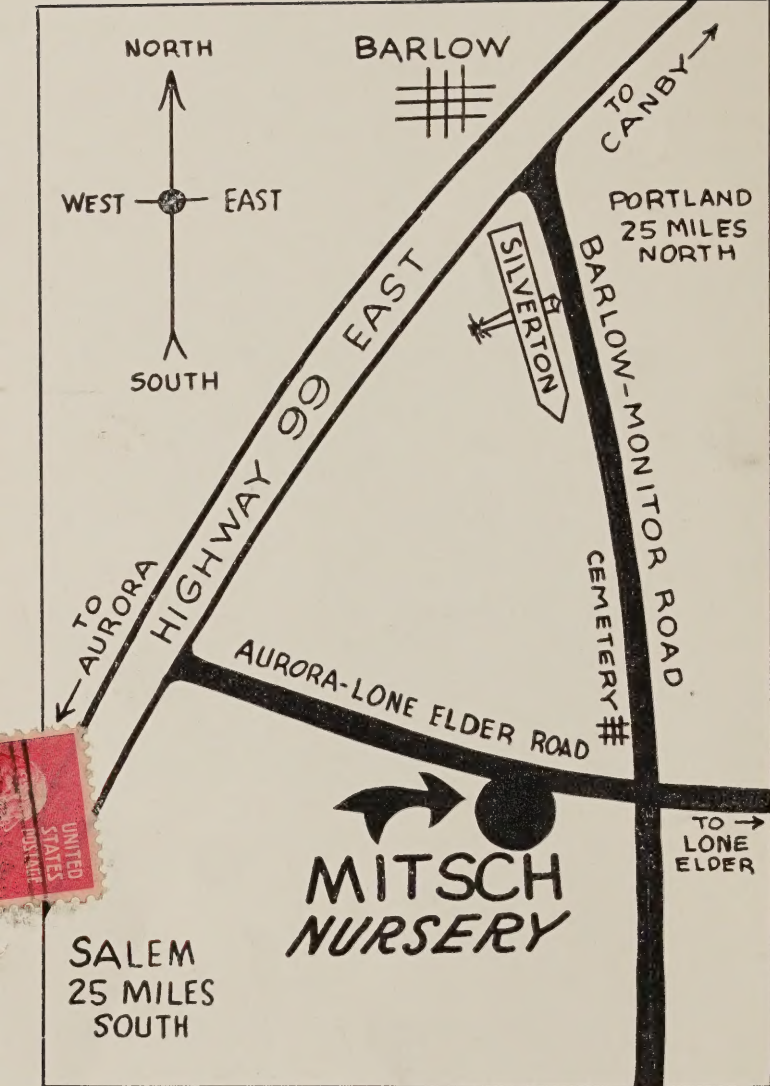 NORTH
WEST EAST
SOUTH
BARLOW
TO
CANBY
PORTLAND
25 MILES
NORTH
SILVERTON
BARLOW-MONITOR ROAD
HIGHWAY 99 EAST
TO
AURORA
CEMETERY
AURORA-LONE ELDER ROAD
TO
LONE
ELDER
MITSCH
NURSERY
UNITED
STATES
POSTAGE
SALEM
25 MILES
SOUTH